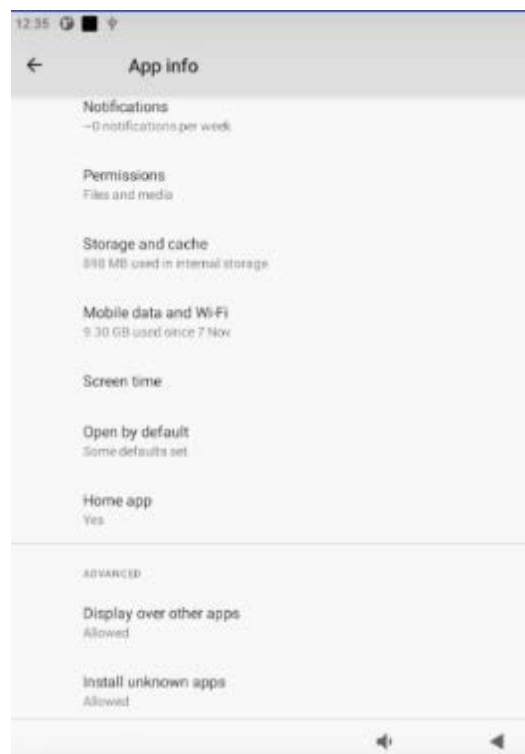 12:35
App info
Notifications
~0 notifications per week
Permissions
Files and media
Storage and cache
898 MB used in internal storage
Mobile data and Wi-Fi
9.30 GB used since 7 Nov
Screen time
Open by default
Some defaults set
Home app
Yes
ADVANCED
Display over other apps
Allowed
Install unknown apps
Allowed